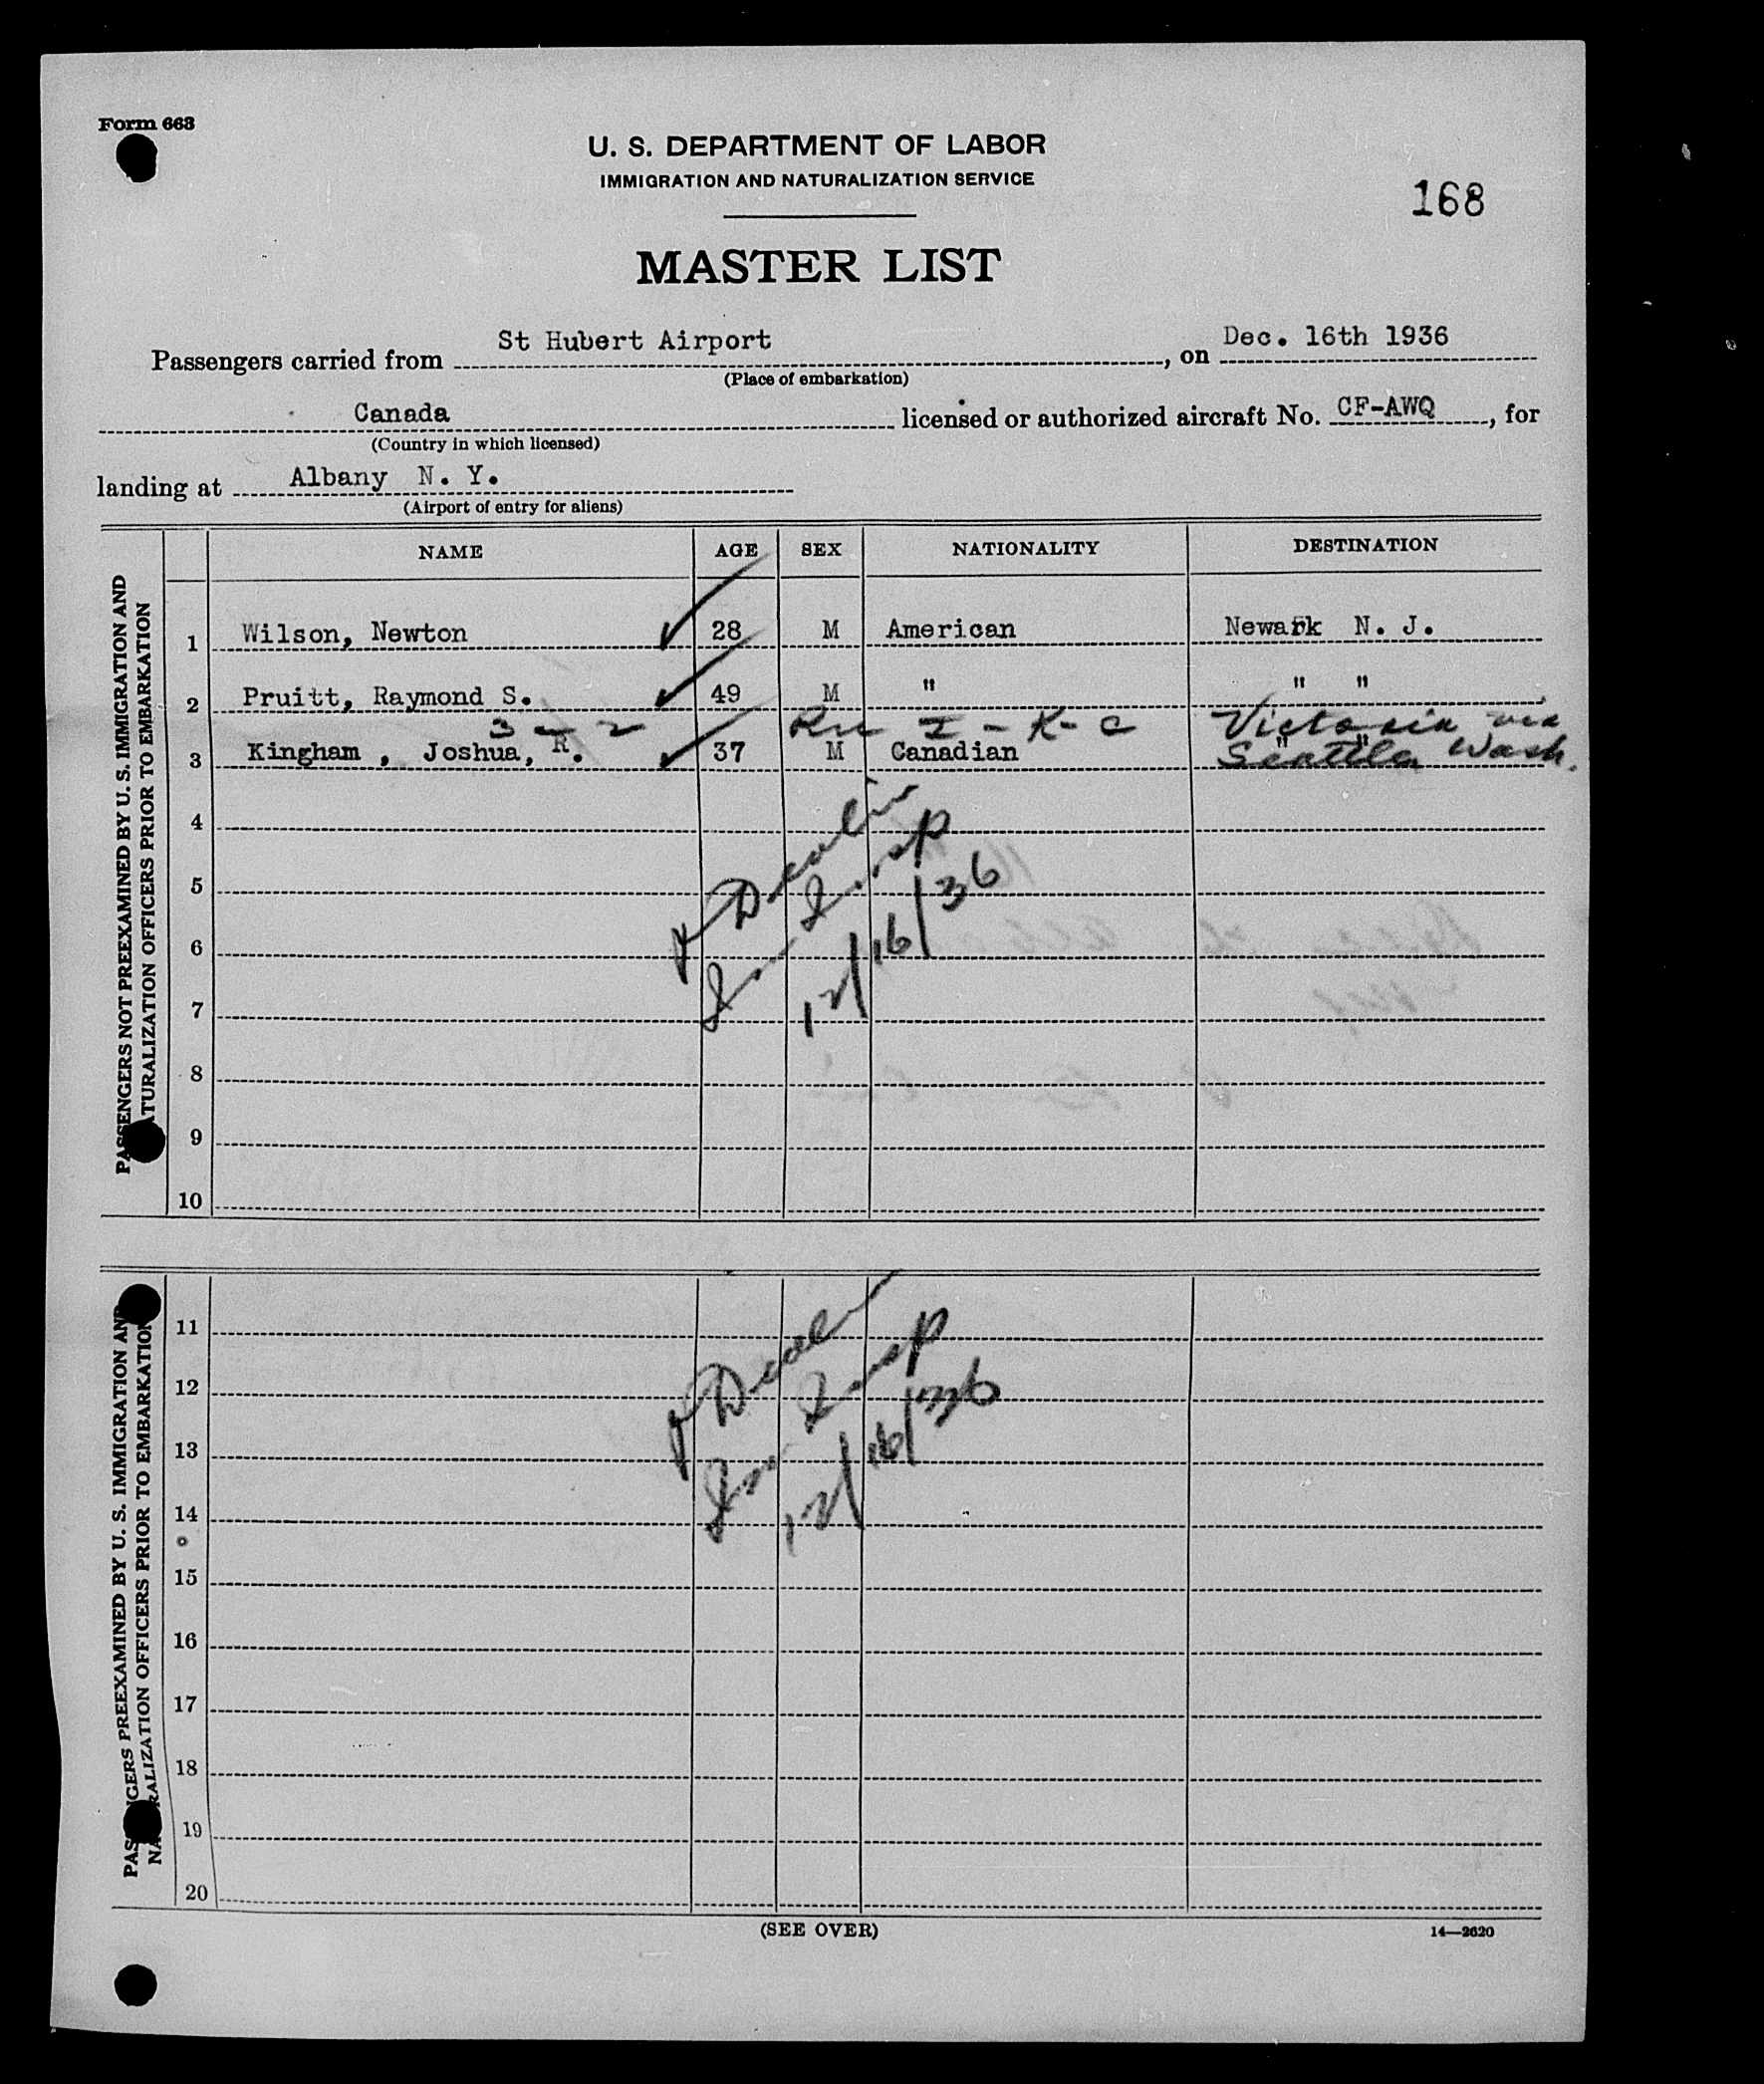 Form 663
U. S. DEPARTMENT OF LABOR
IMMIGRATION AND NATURALIZATION SERVICE
168
MASTER LIST
Passengers carried from St Hubert Airport, on Dec. 16th 1936
(Place of embarkation)
Canada licensed or authorized aircraft No. CF-AWQ, for
(Country in which licensed)
landing at Albany N. Y.
(Airport of entry for aliens)
PASSENGERS NOT PREEXAMINED BY U. S. IMMIGRATION AND
NATURALIZATION OFFICERS PRIOR TO EMBARKATION
NAME AGE SEX NATIONALITY DESTINATION
1 Wilson, Newton 28 M American Newark N. J.
2 Pruitt, Raymond S. 49 M " " "
3-2 I-K-C Victoria via
3 Kingham, Joshua, R. 37 M Canadian " " Seattle Wash.
4
5
6
7
8
9
10
Imm Insp
12/16/36
PASSENGERS PREEXAMINED BY U. S. IMMIGRATION AND
NATURALIZATION OFFICERS PRIOR TO EMBARKATION
11
12
13
14
15
16
17
18
19
20
Imm Insp
12/16/36
(SEE OVER)
14—2620